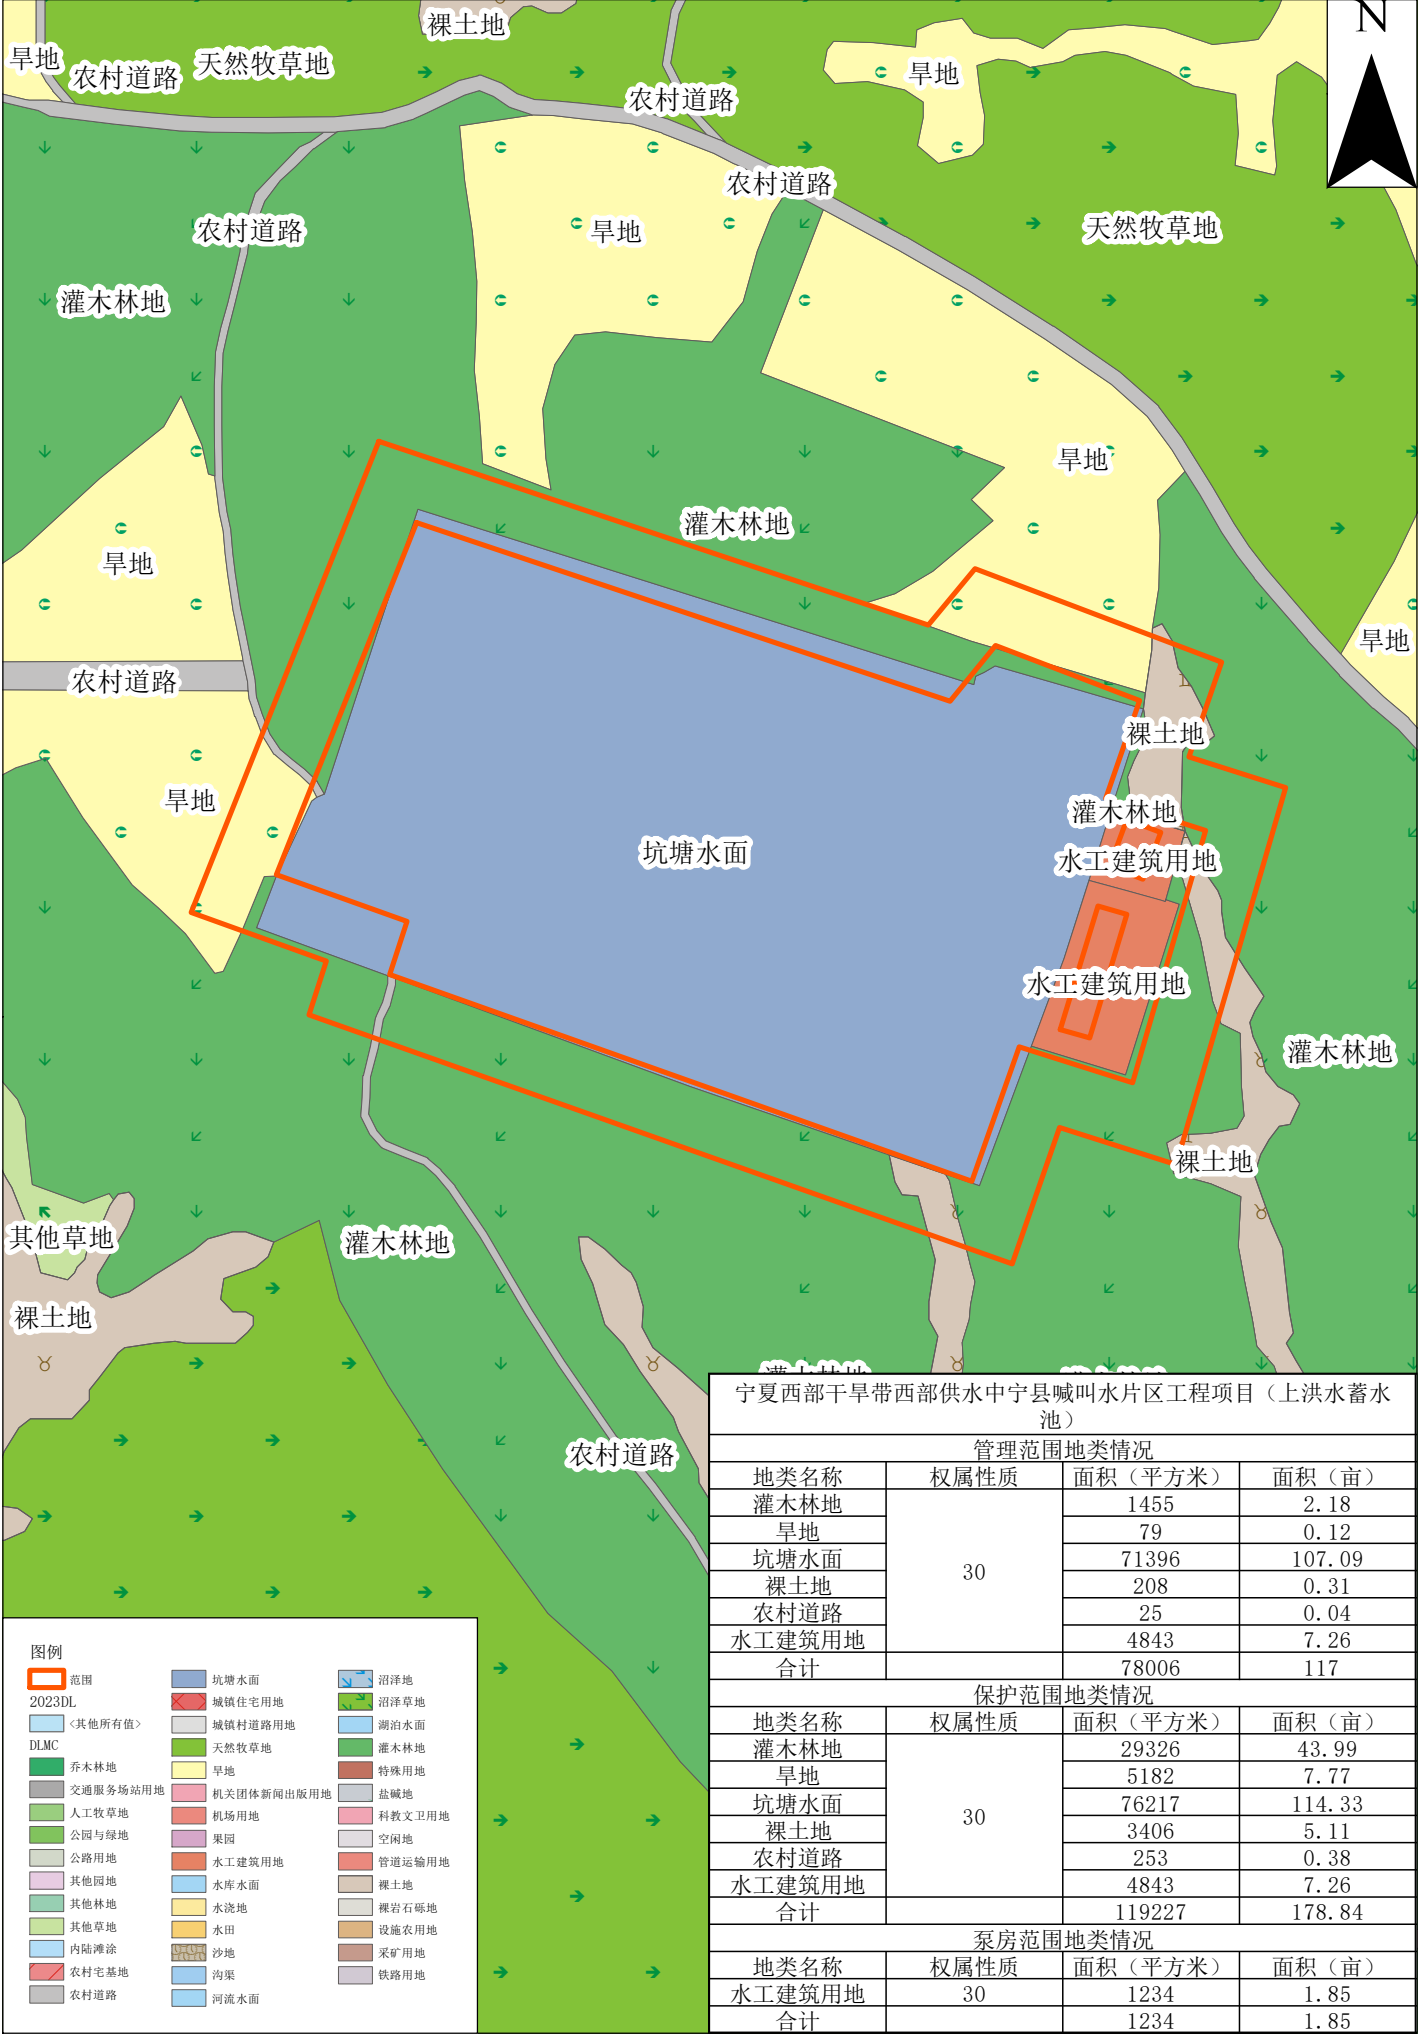 裸土地
N
旱地
农村道路
天然牧草地
旱地
农村道路
农村道路
农村道路
旱地
天然牧草地
灌木林地
旱地
灌木林地
旱地
旱地
农村道路
裸土地
旱地
灌木林地
坑塘水面
水工建筑用地
水工建筑用地
灌木林地
裸土地
其他草地
灌木林地
裸土地
农村道路
宁夏西部干旱带西部供水中宁县喊叫水片区工程项目（上洪水蓄水
池）
管理范围地类情况
地类名称 权属性质 面积（平方米） 面积（亩）
灌木林地 1455 2.18
旱地 79 0.12
坑塘水面 30 71396 107.09
裸土地 208 0.31
农村道路 25 0.04
水工建筑用地 4843 7.26
合计 78006 117
保护范围地类情况
地类名称 权属性质 面积（平方米） 面积（亩）
灌木林地 29326 43.99
旱地 5182 7.77
坑塘水面 30 76217 114.33
裸土地 3406 5.11
农村道路 253 0.38
水工建筑用地 4843 7.26
合计 119227 178.84
泵房范围地类情况
地类名称 权属性质 面积（平方米） 面积（亩）
水工建筑用地 30 1234 1.85
合计 1234 1.85
图例
范围
2023DL
<其他所有值>
DLMC
乔木林地
交通服务场站用地
人工牧草地
公园与绿地
公路用地
其他园地
其他林地
其他草地
内陆滩涂
农村宅基地
农村道路
坑塘水面
城镇住宅用地
城镇村道路用地
天然牧草地
旱地
机关团体新闻出版用地
机场用地
果园
水工建筑用地
水库水面
水浇地
水田
沙地
沟渠
河流水面
沼泽地
沼泽草地
湖泊水面
灌木林地
特殊用地
盐碱地
科教文卫用地
空闲地
管道运输用地
裸土地
裸岩石砾地
设施农用地
采矿用地
铁路用地